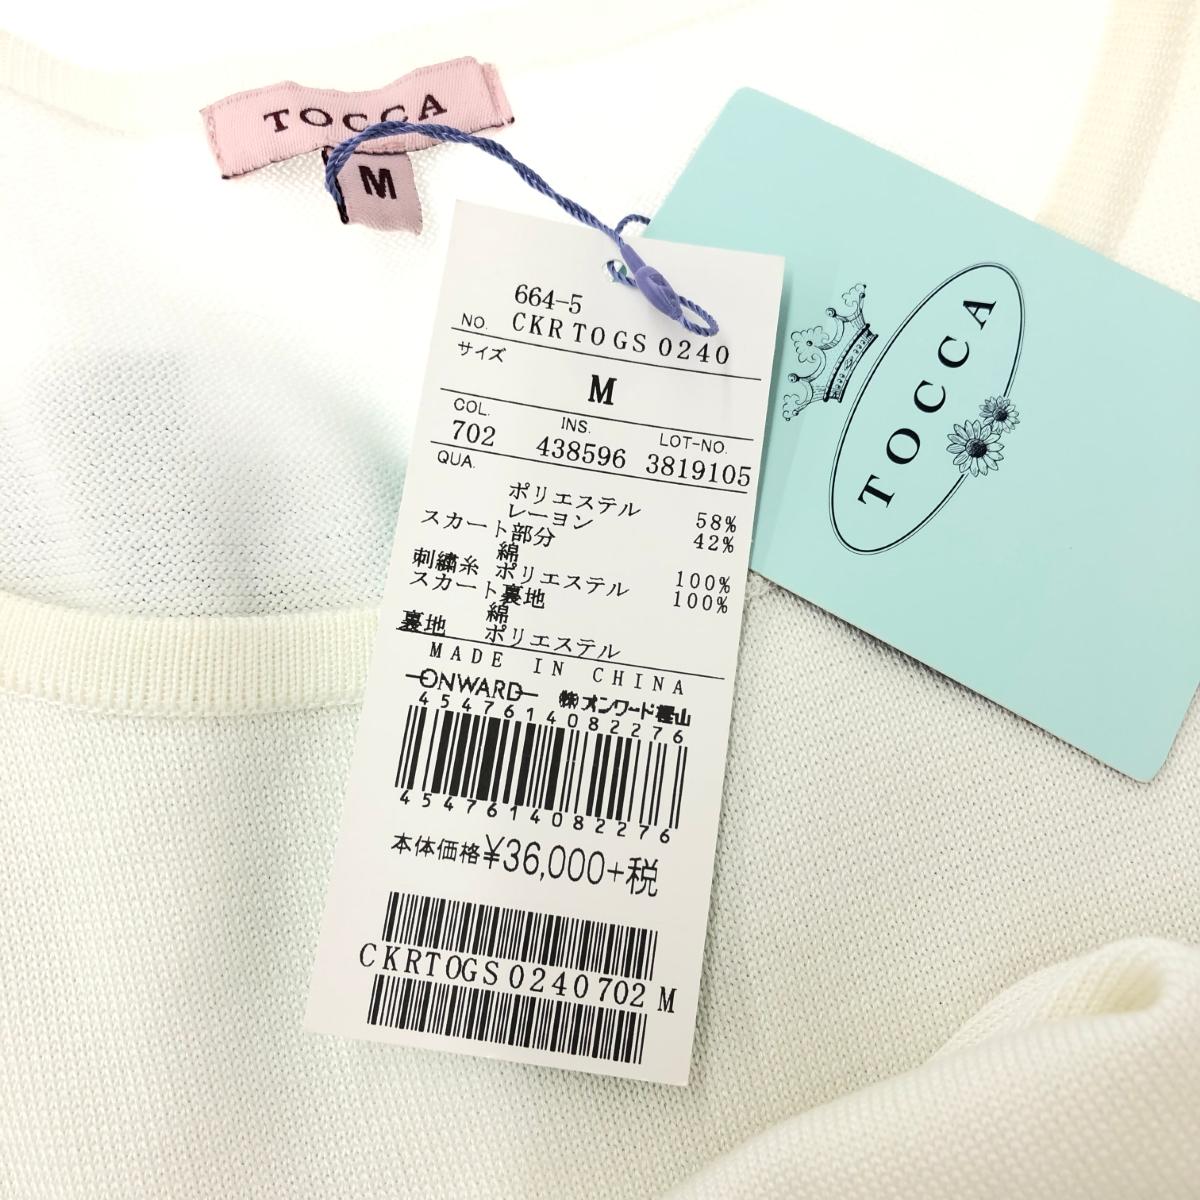 TOCCA
M
664-5
NO. CKRTOGS0240
サイズ
M
COL. INS. LOT-NO.
702 438596 3819105
QUA.
ポリエステル 58%
レーヨン 42%
スカート部分
綿 100%
刺繍糸 ポリエステル 100%
スカート裏地
綿
裏地 ポリエステル
MADE IN CHINA
ONWARD ㈱オンワード樫山
4547614082276
4547614082276
本体価格¥36,000+税
CKRTOGS0240702M
TOCCA